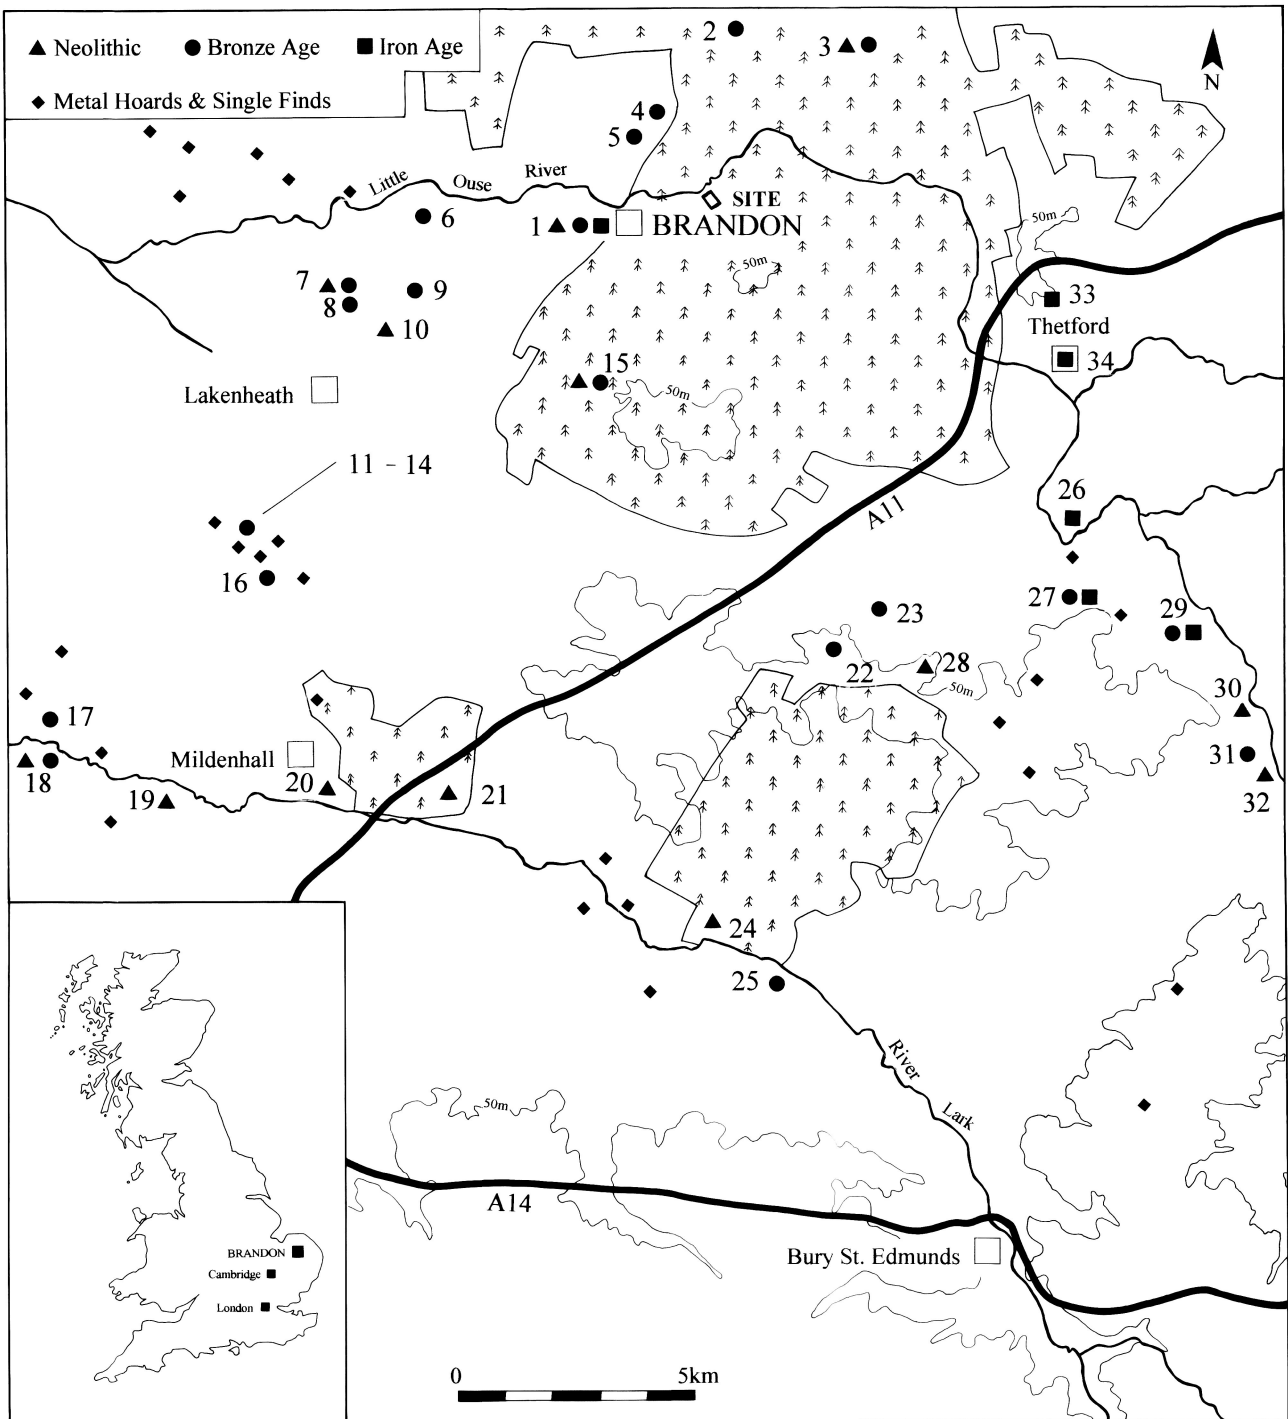 Neolithic
Bronze Age
Iron Age
Metal Hoards & Single Finds
N
2
3
4
5
Little Ouse River
SITE
6
1
BRANDON
50m
50m
7
8
9
10
33
Thetford
34
15
50m
Lakenheath
11 - 14
26
A11
16
27
29
23
22
28
50m
30
17
31
Mildenhall
18
19
20
21
32
24
25
River
Lark
50m
A14
Bury St. Edmunds
BRANDON
Cambridge
London
0
5km